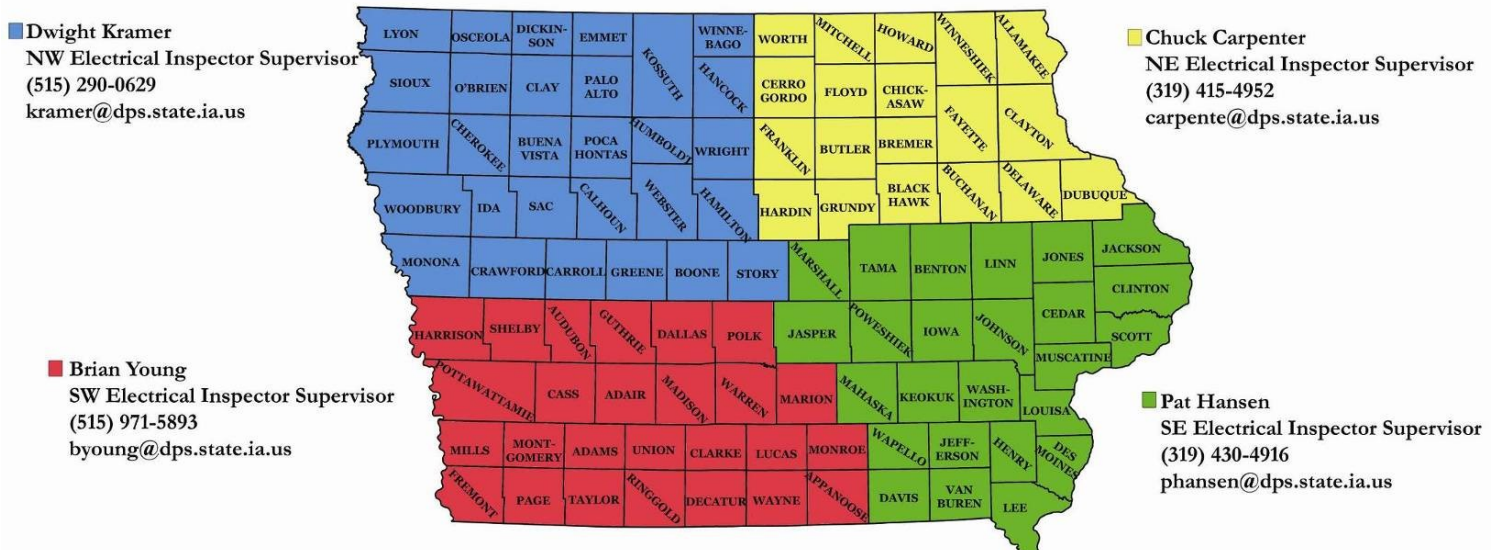 Dwight Kramer
NW Electrical Inspector Supervisor
(515) 290-0629
kramer@dps.state.ia.us
Chuck Carpenter
NE Electrical Inspector Supervisor
(319) 415-4952
carpente@dps.state.ia.us
Brian Young
SW Electrical Inspector Supervisor
(515) 971-5893
byoung@dps.state.ia.us
Pat Hansen
SE Electrical Inspector Supervisor
(319) 430-4916
phansen@dps.state.ia.us
LYON
OSCEOLA
DICKIN-
SON
EMMET
KOSSUTH
WINNE-
BAGO
WORTH
MITCHELL
HOWARD
WINNESHIEK
ALLAMAKEE
SIOUX
O'BRIEN
CLAY
PALO
ALTO
HANCOCK
CERRO
GORDO
FLOYD
CHICK-
ASAW
PLYMOUTH
CHEROKEE
BUENA
VISTA
POCA
HONTAS
HUMBOLDT
WRIGHT
FRANKLIN
BUTLER
BREMER
FAYETTE
CLAYTON
WOODBURY
IDA
SAC
CALHOUN
WEBSTER
HAMILTON
HARDIN
GRUNDY
BLACK
HAWK
BUCHANAN
DELAWARE
DUBUQUE
MONONA
CRAWFORD
CARROLL
GREENE
BOONE
STORY
MARSHALL
TAMA
BENTON
LINN
JONES
JACKSON
CLINTON
HARRISON
SHELBY
AUDUBON
GUTHRIE
DALLAS
POLK
JASPER
POWESHIEK
IOWA
JOHNSON
CEDAR
SCOTT
MUSCATINE
POTTAWATTAMIE
CASS
ADAIR
MADISON
WARREN
MARION
MAHASKA
KEOKUK
WASH-
INGTON
LOUISA
MILLS
MONT-
GOMERY
ADAMS
UNION
CLARKE
LUCAS
MONROE
WAPELLO
JEFF-
ERSON
HENRY
DES
MOINES
FREMONT
PAGE
TAYLOR
RINGGOLD
DECATUR
WAYNE
APPANOOSE
DAVIS
VAN
BUREN
LEE